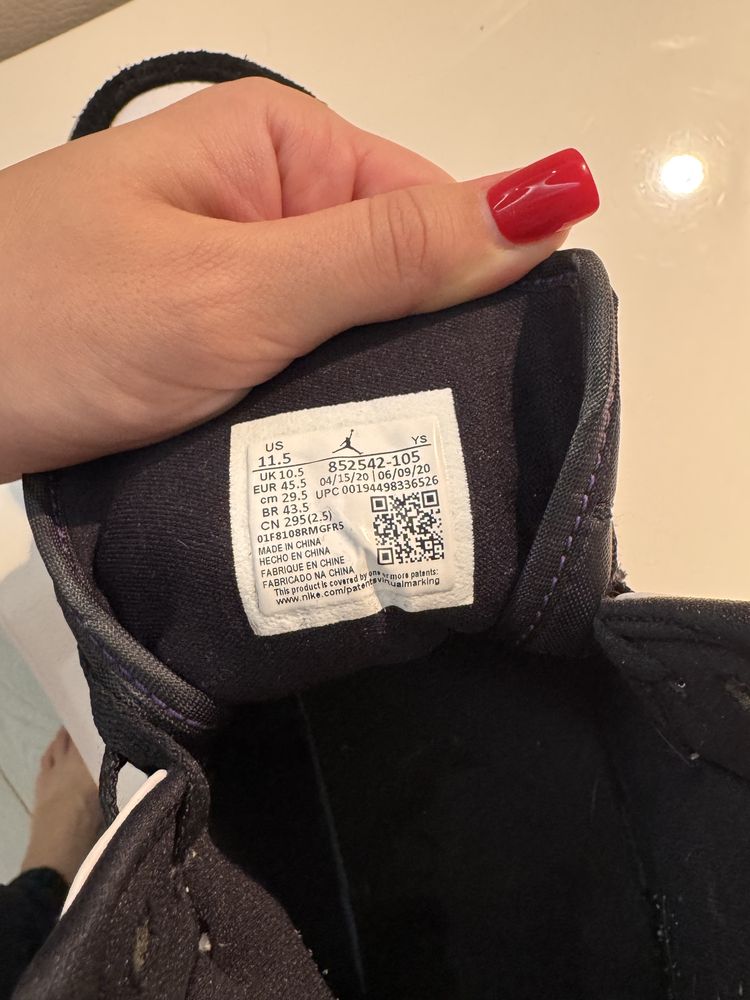 US YS
11.5 852542-105
UK 10.5 04/15/20 06/09/20
EUR 45.5 UPC 00194498336526
cm 29.5
BR 43.5
CN 295(2.5)
01F8108RMGFR5
MADE IN CHINA
HECHO EN CHINA
FABRIQUE EN CHINE
FABRICADO NA CHINA
This product is covered by one or more patents:
www.nike.com/patentsvirtualmarking